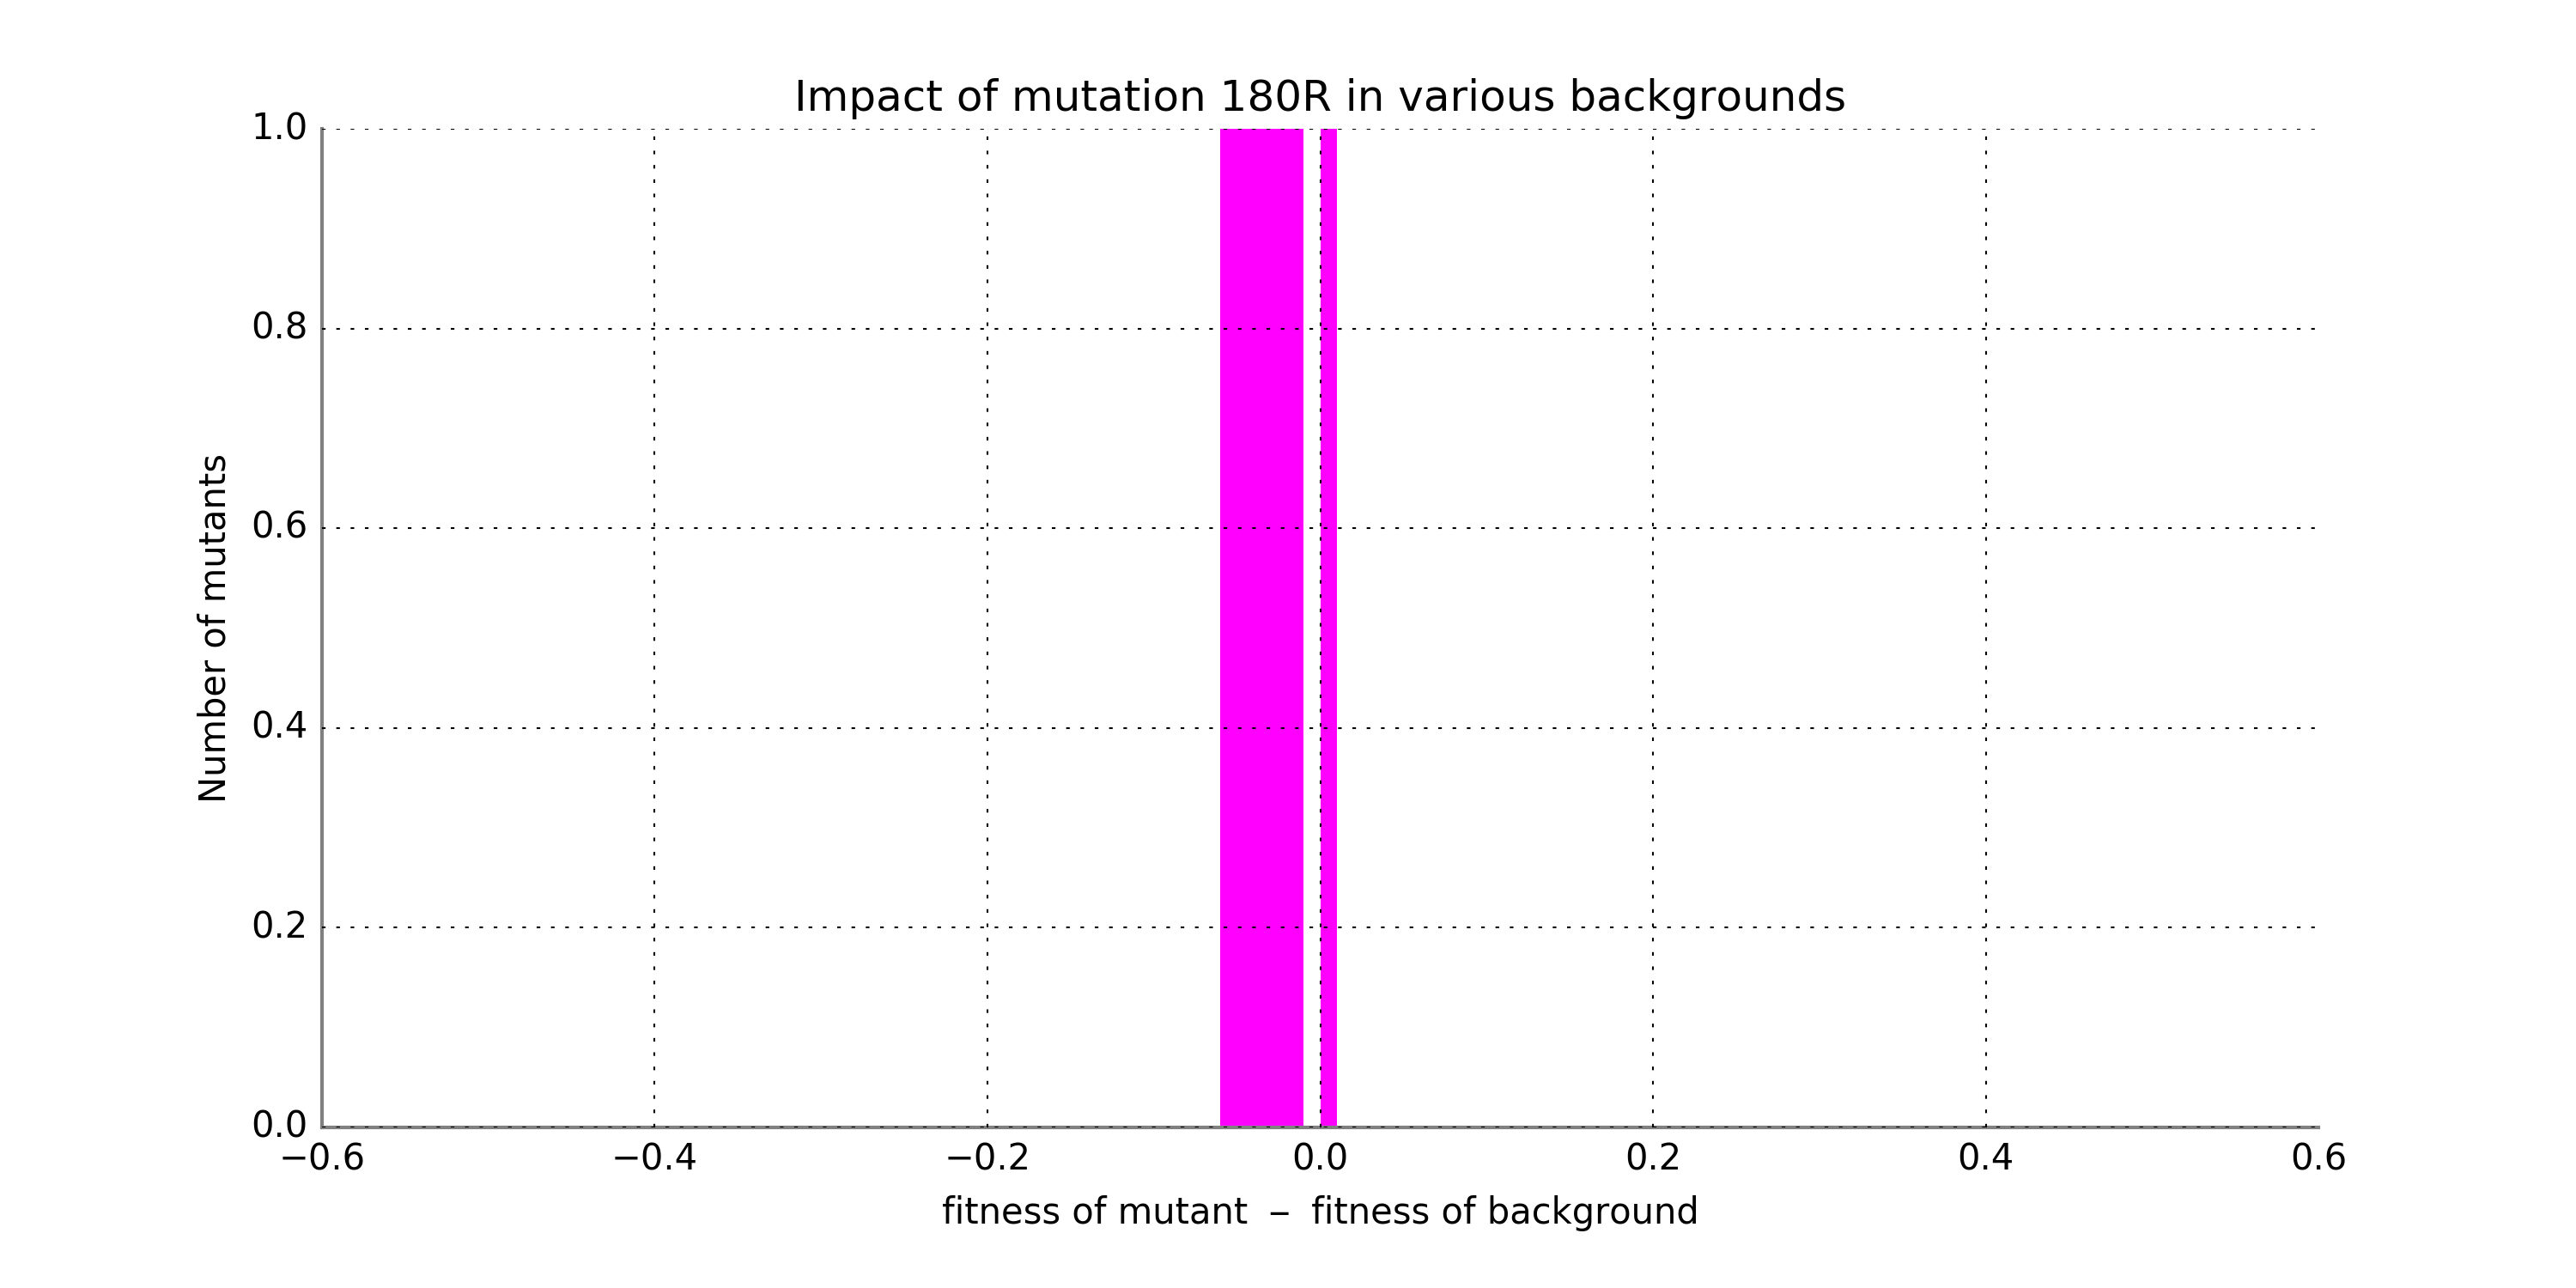 Impact of mutation 180R in various backgrounds
1.0
0.8
0.6
0.4
0.2
0.0
Number of mutants
−0.6 −0.4 −0.2 0.0 0.2 0.4 0.6
fitness of mutant − fitness of background